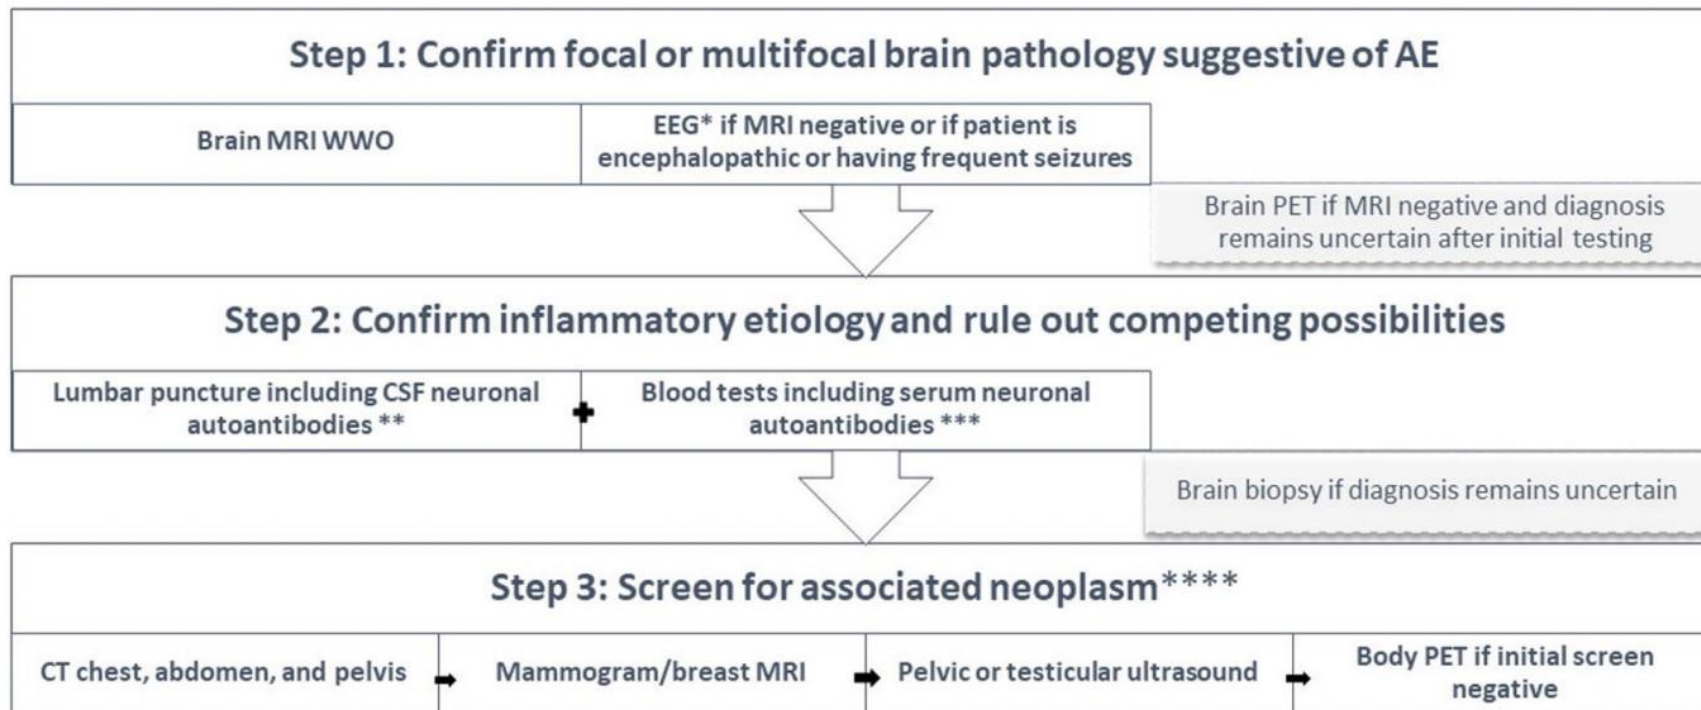 Step 1: Confirm focal or multifocal brain pathology suggestive of AE
Brain MRI WWO
EEG* if MRI negative or if patient is
encephalopathic or having frequent seizures
Brain PET if MRI negative and diagnosis
remains uncertain after initial testing
Step 2: Confirm inflammatory etiology and rule out competing possibilities
Lumbar puncture including CSF neuronal
autoantibodies **
Blood tests including serum neuronal
autoantibodies ***
Brain biopsy if diagnosis remains uncertain
Step 3: Screen for associated neoplasm****
CT chest, abdomen, and pelvis
Mammogram/breast MRI
Pelvic or testicular ultrasound
Body PET if initial screen
negative